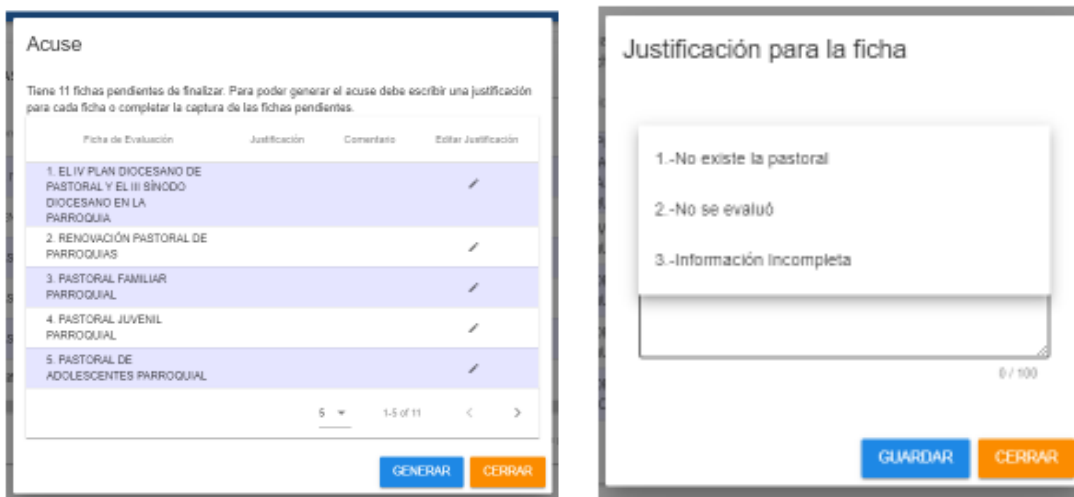 Acuse
Tiene 11 fichas pendientes de finalizar. Para poder generar el acuse debe escribir una justificación
para cada ficha o completar la captura de las fichas pendientes.
Ficha de Evaluación Justificación Comentario Editar Justificación
1. EL IV PLAN DIOCESANO DE
PASTORAL Y EL III SÍNODO
DIOCESANO EN LA
PARROQUIA
2. RENOVACIÓN PASTORAL DE
PARROQUIAS
3. PASTORAL FAMILIAR
PARROQUIAL
4. PASTORAL JUVENIL
PARROQUIAL
5. PASTORAL DE
ADOLESCENTES PARROQUIAL
5 1-5 of 11
GENERAR CERRAR
Justificación para la ficha
1.-No existe la pastoral
2.-No se evaluó
3.-Información Incompleta
0 / 100
GUARDAR CERRAR